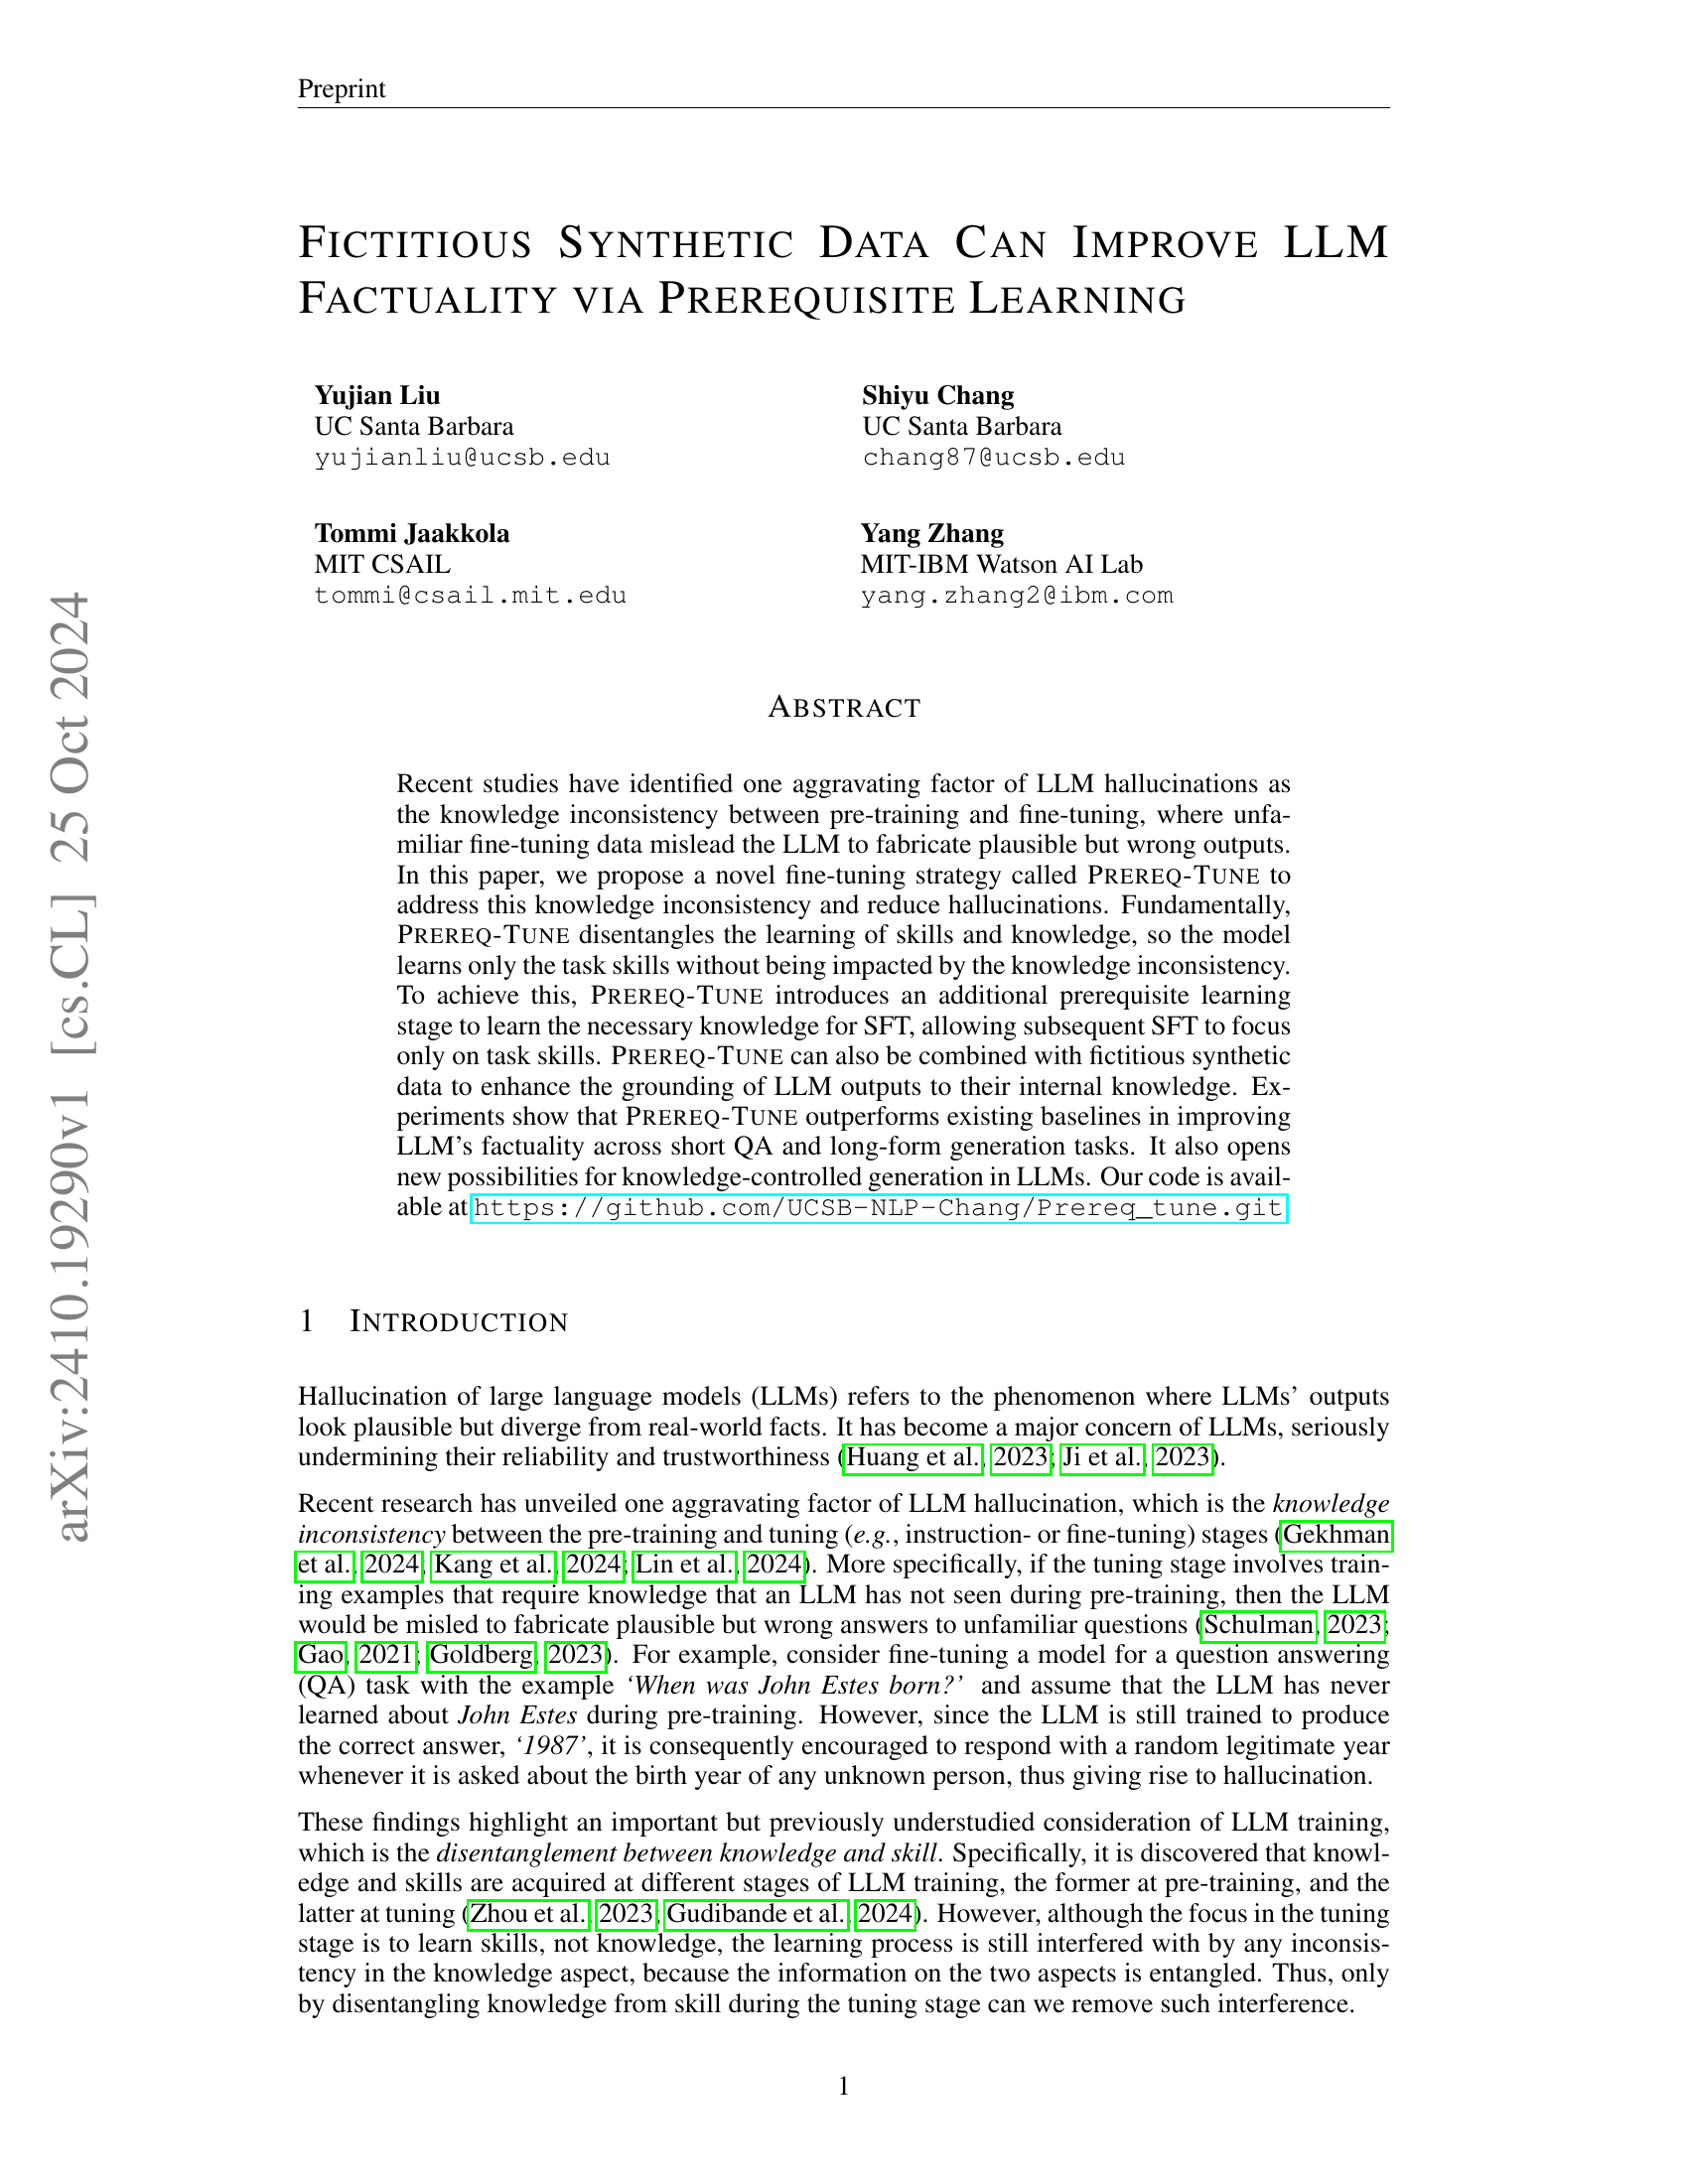 Preprint
FICTITIOUS SYNTHETIC DATA CAN IMPROVE LLM
FACTUALITY VIA PREREQUISITE LEARNING
Yujian Liu
UC Santa Barbara
yujianliu@ucsb.edu
Shiyu Chang
UC Santa Barbara
chang87@ucsb.edu
Tommi Jaakkola
MIT CSAIL
tommi@csail.mit.edu
Yang Zhang
MIT-IBM Watson AI Lab
yang.zhang2@ibm.com
ABSTRACT
Recent studies have identified one aggravating factor of LLM hallucinations as
the knowledge inconsistency between pre-training and fine-tuning, where unfa-
miliar fine-tuning data mislead the LLM to fabricate plausible but wrong outputs.
In this paper, we propose a novel fine-tuning strategy called PREREQ-TUNE to
address this knowledge inconsistency and reduce hallucinations. Fundamentally,
PREREQ-TUNE disentangles the learning of skills and knowledge, so the model
learns only the task skills without being impacted by the knowledge inconsistency.
To achieve this, PREREQ-TUNE introduces an additional prerequisite learning
stage to learn the necessary knowledge for SFT, allowing subsequent SFT to focus
only on task skills. PREREQ-TUNE can also be combined with fictitious synthetic
data to enhance the grounding of LLM outputs to their internal knowledge. Ex-
periments show that PREREQ-TUNE outperforms existing baselines in improving
LLM's factuality across short QA and long-form generation tasks. It also opens
new possibilities for knowledge-controlled generation in LLMs. Our code is avail-
able at https://github.com/UCSB-NLP-Chang/Prereq_tune.git
1 INTRODUCTION
Hallucination of large language models (LLMs) refers to the phenomenon where LLMs' outputs
look plausible but diverge from real-world facts. It has become a major concern of LLMs, seriously
undermining their reliability and trustworthiness (Huang et al., 2023; Ji et al., 2023).
Recent research has unveiled one aggravating factor of LLM hallucination, which is the knowledge
inconsistency between the pre-training and tuning (e.g., instruction- or fine-tuning) stages (Gekhman
et al., 2024; Kang et al., 2024; Lin et al., 2024). More specifically, if the tuning stage involves train-
ing examples that require knowledge that an LLM has not seen during pre-training, then the LLM
would be misled to fabricate plausible but wrong answers to unfamiliar questions (Schulman, 2023;
Gao, 2021; Goldberg, 2023). For example, consider fine-tuning a model for a question answering
(QA) task with the example ‘When was John Estes born?’ and assume that the LLM has never
learned about John Estes during pre-training. However, since the LLM is still trained to produce
the correct answer, ‘1987’, it is consequently encouraged to respond with a random legitimate year
whenever it is asked about the birth year of any unknown person, thus giving rise to hallucination.
These findings highlight an important but previously understudied consideration of LLM training,
which is the disentanglement between knowledge and skill. Specifically, it is discovered that knowl-
edge and skills are acquired at different stages of LLM training, the former at pre-training, and the
latter at tuning (Zhou et al., 2023; Gudibande et al., 2024). However, although the focus in the tuning
stage is to learn skills, not knowledge, the learning process is still interfered with by any inconsis-
tency in the knowledge aspect, because the information on the two aspects is entangled. Thus, only
by disentangling knowledge from skill during the tuning stage can we remove such interference.
1
arXiv:2410.19290v1 [cs.CL] 25 Oct 2024